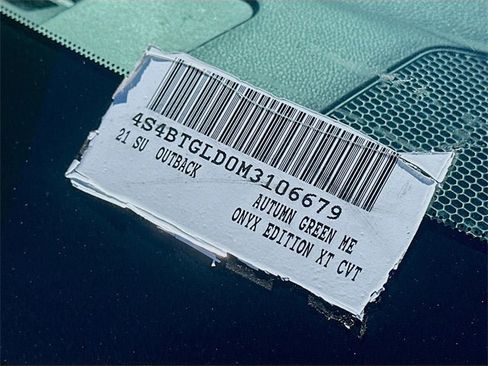 4S4BTGLD0M3106679
21 SU OUTBACK
AUTUMN GREEN ME
ONYX EDITION XT CVT